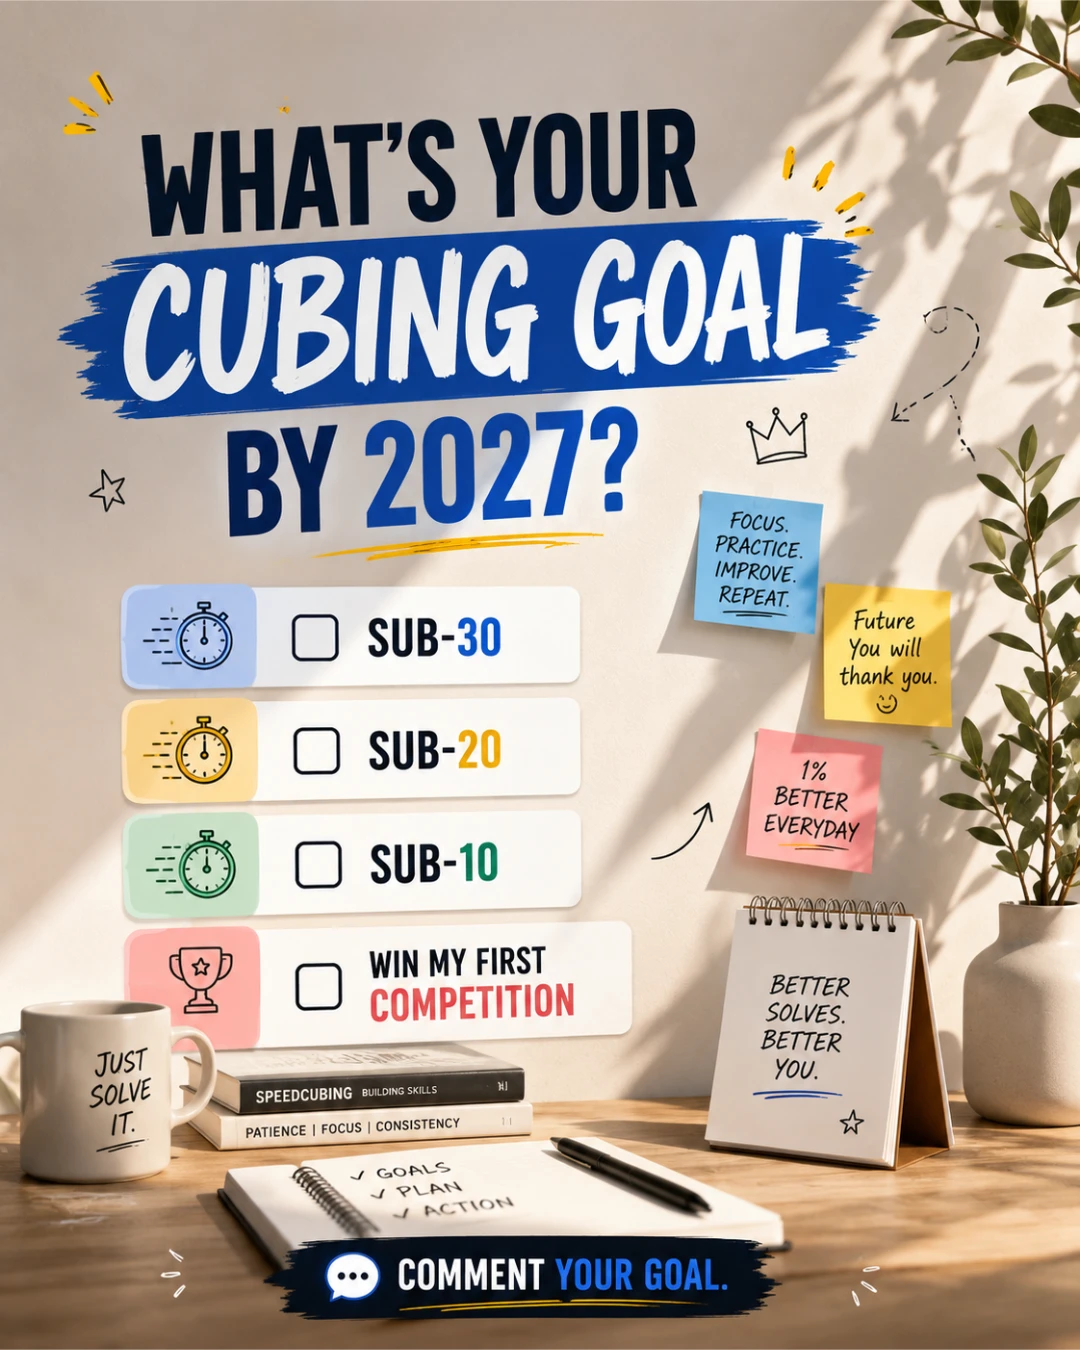 WHAT'S YOUR
CUBING GOAL
BY 2027?
SUB-30
SUB-20
SUB-10
WIN MY FIRST
COMPETITION
FOCUS.
PRACTICE.
IMPROVE.
REPEAT.
Future
You will
thank you.
1%
BETTER
EVERYDAY
BETTER
SOLVES.
BETTER
YOU.
JUST
SOLVE
IT.
SPEEDCUBING BUILDING SKILLS
PATIENCE | FOCUS | CONSISTENCY
✓ GOALS
✓ PLAN
✓ ACTION
COMMENT YOUR GOAL.